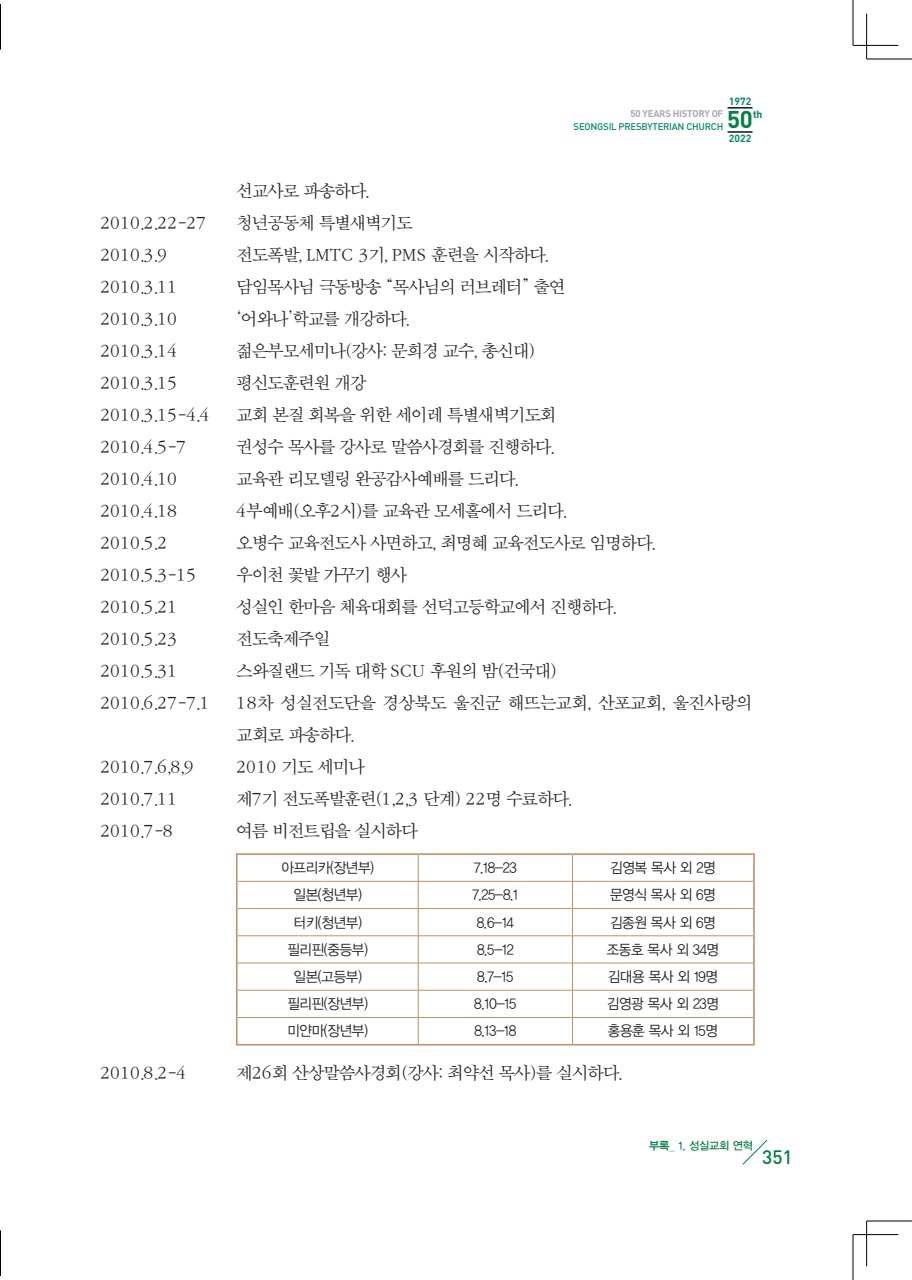 1972
50 YEARS HISTORY OF
SEONGSIL PRESBYTERIAN CHURCH
50th
2022
선교사로 파송하다.
2010.2.22-27 청년공동체 특별새벽기도
2010.3.9 전도폭발, LMTC 3기, PMS 훈련을 시작하다.
2010.3.11 담임목사님 극동방송 “목사님의 러브레터” 출연
2010.3.10 ‘어와나’학교를 개강하다.
2010.3.14 젊은부모세미나(강사: 문희경 교수, 총신대)
2010.3.15 평신도훈련원 개강
2010.3.15-4.4 교회 본질 회복을 위한 세이레 특별새벽기도회
2010.4.5-7 권성수 목사를 강사로 말씀사경회를 진행하다.
2010.4.10 교육관 리모델링 완공감사예배를 드리다.
2010.4.18 4부예배(오후2시)를 교육관 모세홀에서 드리다.
2010.5.2 오병수 교육전도사 사면하고, 최명혜 교육전도사로 임명하다.
2010.5.3-15 우이천 꽃밭 가꾸기 행사
2010.5.21 성실인 한마음 체육대회를 선덕고등학교에서 진행하다.
2010.5.23 전도축제주일
2010.5.31 스와질랜드 기독 대학 SCU 후원의 밤(건국대)
2010.6.27-7.1 18차 성실전도단을 경상북도 울진군 해뜨는교회, 산포교회, 울진사랑의
교회로 파송하다.
2010.7.6,8,9 2010 기도 세미나
2010.7.11 제7기 전도폭발훈련(1,2,3 단계) 22명 수료하다.
2010.7-8 여름 비전트립을 실시하다
아프리카(장년부) 7.18–23 김영복 목사 외 2명
일본(청년부) 7.25–8.1 문영식 목사 외 6명
터키(청년부) 8.6–14 김종원 목사 외 6명
필리핀(중등부) 8.5–12 조동호 목사 외 34명
일본(고등부) 8.7–15 김대용 목사 외 19명
필리핀(장년부) 8.10–15 김영광 목사 외 23명
미얀마(장년부) 8.13–18 홍용훈 목사 외 15명
2010.8.2-4 제26회 산상말씀사경회(강사: 최약선 목사)를 실시하다.
부록_ 1. 성실교회 연혁 351